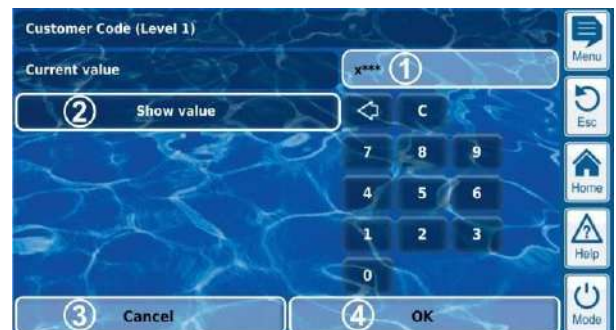 Customer Code (Level 1)
Menu
Current value
x***
1
2
Show value
C
Esc
7 8 9
4 5 6
Home
1 2 3
?
Help
0
3
Cancel
4
OK
Mode